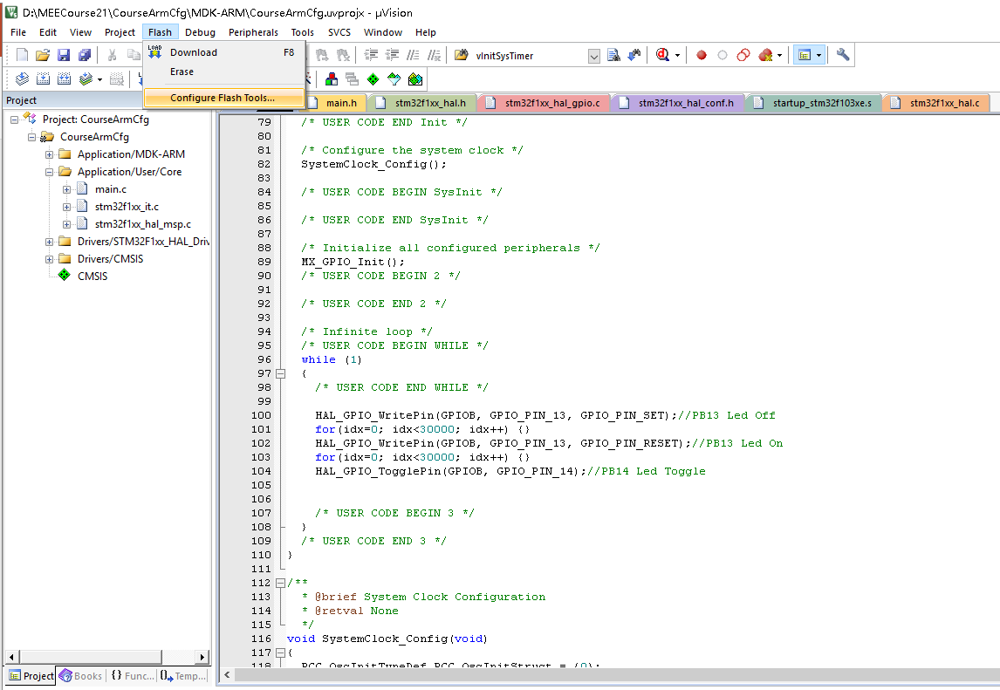 D:\MEECourse21\CourseArmCfg\MDK-ARM\CourseArmCfg.uvprojx - µVision
File Edit View Project Flash Debug Peripherals Tools SVCS Window Help
LOAD Download F8
Erase
Configure Flash Tools...
vInitSysTimer
Project
main.h stm32f1xx_hal.h stm32f1xx_hal_gpio.c stm32f1xx_hal_conf.h startup_stm32f103xe.s stm32f1xx_hal.c
Project: CourseArmCfg
CourseArmCfg
Application/MDK-ARM
Application/User/Core
main.c
stm32f1xx_it.c
stm32f1xx_hal_msp.c
Drivers/STM32F1xx_HAL_Driv
Drivers/CMSIS
CMSIS
79 /* USER CODE END Init */
80
81 /* Configure the system clock */
82 SystemClock_Config();
83
84 /* USER CODE BEGIN SysInit */
85
86 /* USER CODE END SysInit */
87
88 /* Initialize all configured peripherals */
89 MX_GPIO_Init();
90 /* USER CODE BEGIN 2 */
91
92 /* USER CODE END 2 */
93
94 /* Infinite loop */
95 /* USER CODE BEGIN WHILE */
96 while (1)
97 {
98 /* USER CODE END WHILE */
99
100 HAL_GPIO_WritePin(GPIOB, GPIO_PIN_13, GPIO_PIN_SET);//PB13 Led Off
101 for(idx=0; idx<30000; idx++) {}
102 HAL_GPIO_WritePin(GPIOB, GPIO_PIN_13, GPIO_PIN_RESET);//PB13 Led On
103 for(idx=0; idx<30000; idx++) {}
104 HAL_GPIO_TogglePin(GPIOB, GPIO_PIN_14);//PB14 Led Toggle
105
106
107 /* USER CODE BEGIN 3 */
108 }
109 /* USER CODE END 3 */
110 }
111
112 /**
113 * @brief System Clock Configuration
114 * @retval None
115 */
116 void SystemClock_Config(void)
117 {
118 RCC_OscInitTypeDef RCC_OscInitStruct = {0};
Project Books {} Func... Temp...